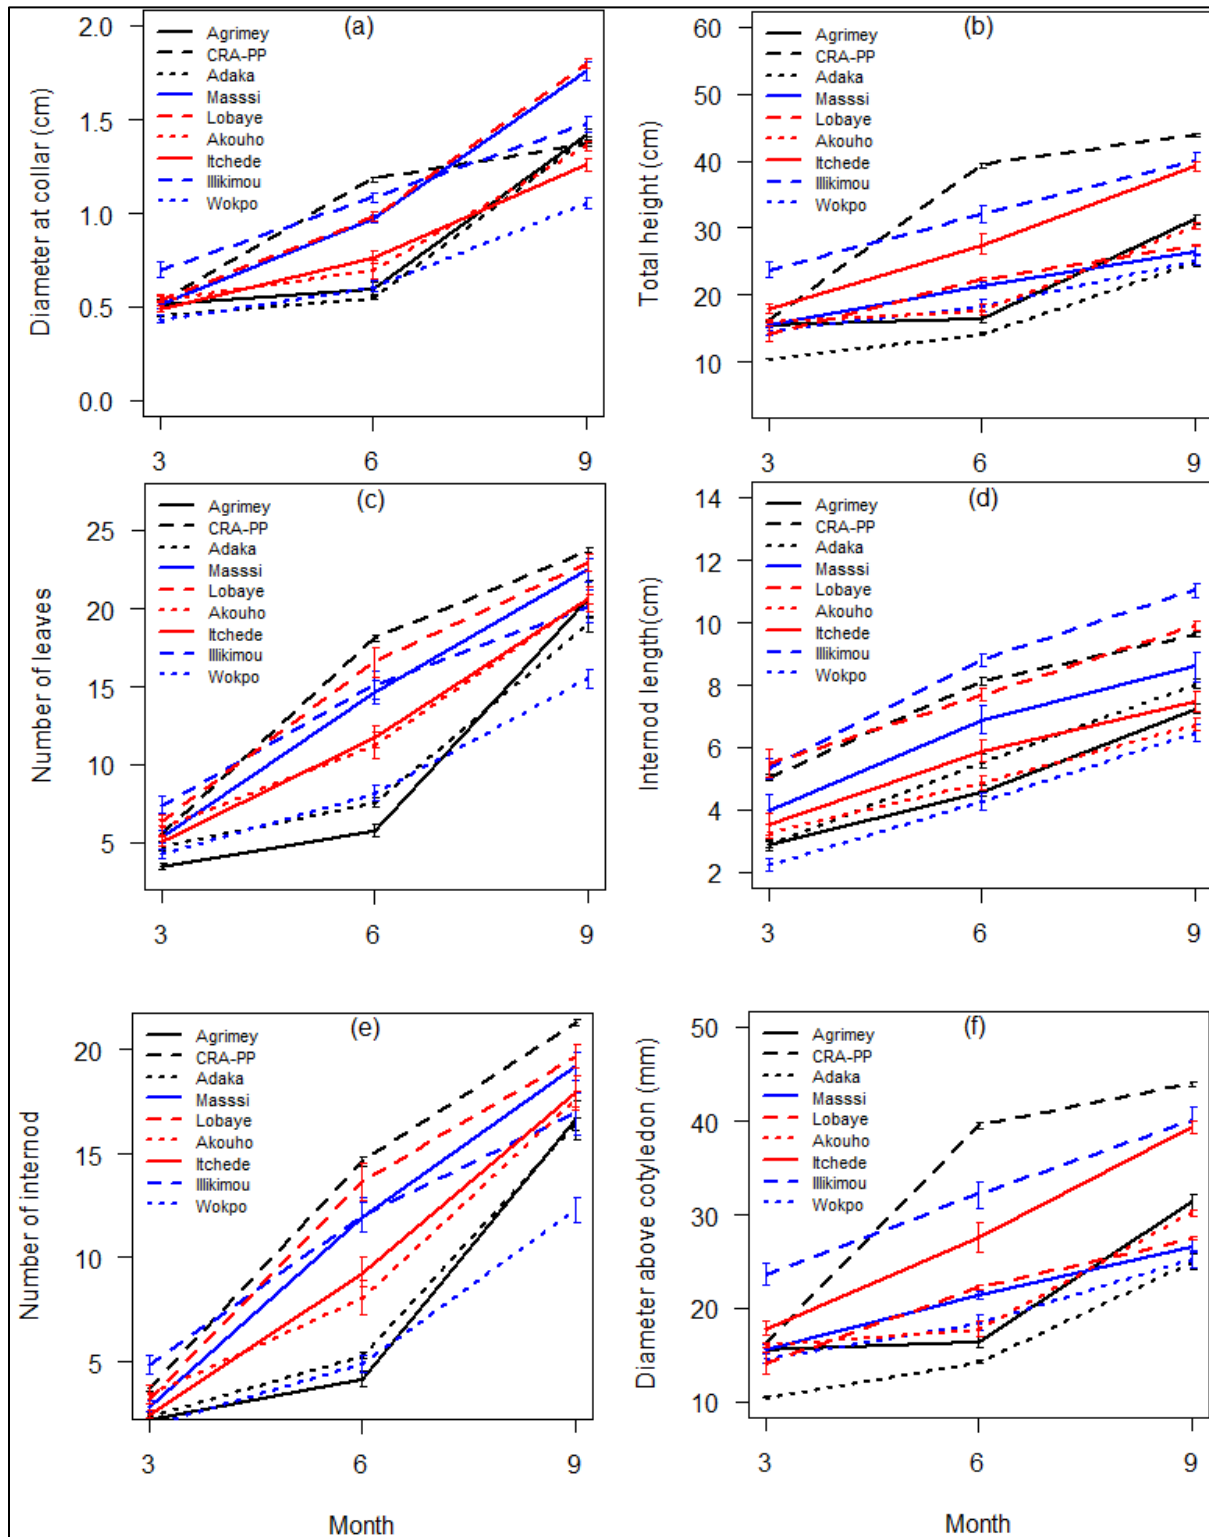 (a)
Diameter at collar (cm)
2.0
1.5
1.0
0.5
0.0
Agrimey
CRA-PP
Adaka
Masssi
Lobaye
Akouho
Itchede
Illikimou
Wokpo
3 6 9
(b)
Total height (cm)
60
50
40
30
20
10
Agrimey
CRA-PP
Adaka
Masssi
Lobaye
Akouho
Itchede
Illikimou
Wokpo
3 6 9
(c)
Number of leaves
25
20
15
10
5
Agrimey
CRA-PP
Adaka
Masssi
Lobaye
Akouho
Itchede
Illikimou
Wokpo
3 6 9
(d)
Internod length(cm)
14
12
10
8
6
4
2
Agrimey
CRA-PP
Adaka
Masssi
Lobaye
Akouho
Itchede
Illikimou
Wokpo
3 6 9
(e)
Number of internod
20
15
10
5
Agrimey
CRA-PP
Adaka
Masssi
Lobaye
Akouho
Itchede
Illikimou
Wokpo
3 6 9
Month
(f)
Diameter above cotyledon (mm)
50
40
30
20
10
Agrimey
CRA-PP
Adaka
Masssi
Lobaye
Akouho
Itchede
Illikimou
Wokpo
3 6 9
Month